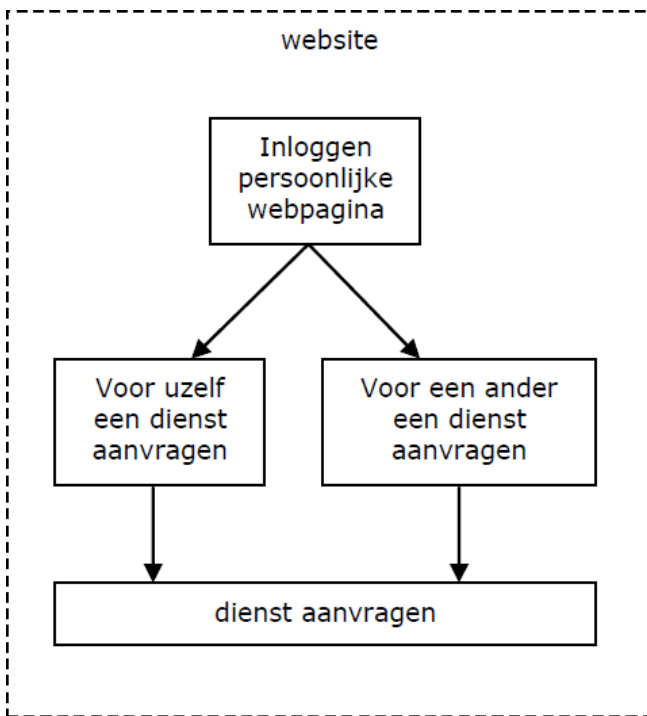 website
Inloggen
persoonlijke
webpagina
Voor uzelf
een dienst
aanvragen
Voor een ander
een dienst
aanvragen
dienst aanvragen